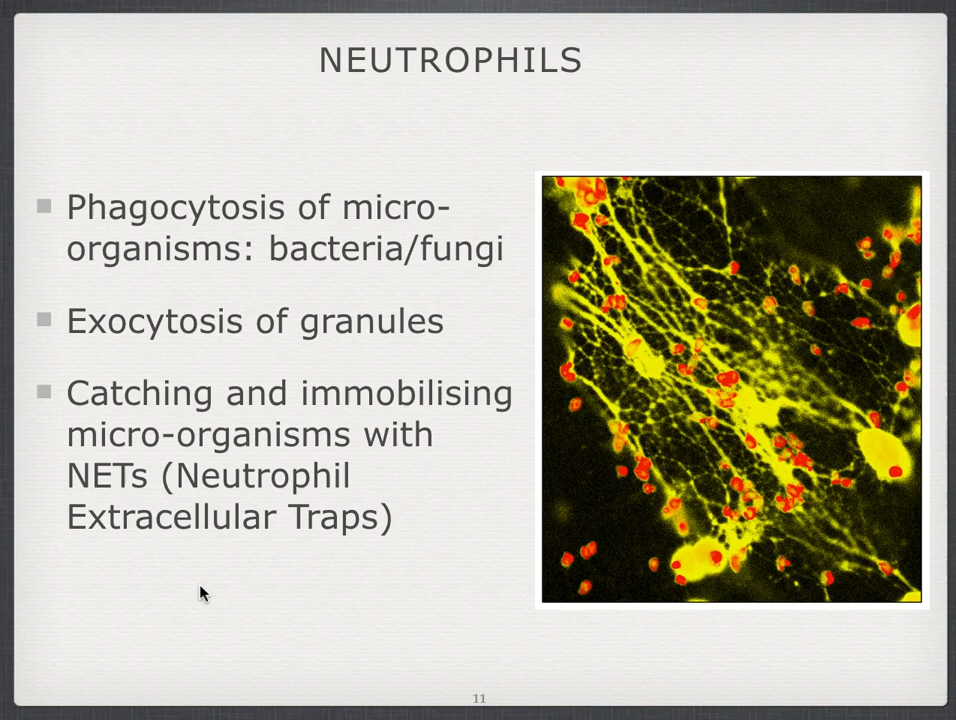 NEUTROPHILS
Phagocytosis of micro-
organisms: bacteria/fungi
Exocytosis of granules
Catching and immobilising
micro-organisms with
NETs (Neutrophil
Extracellular Traps)
11